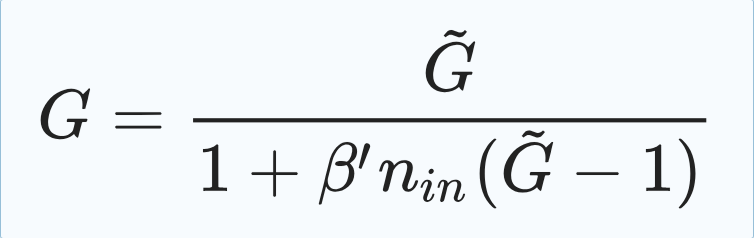 G = \frac{\tilde{G}}{1 + \beta' n_{in}(\tilde{G} - 1)}